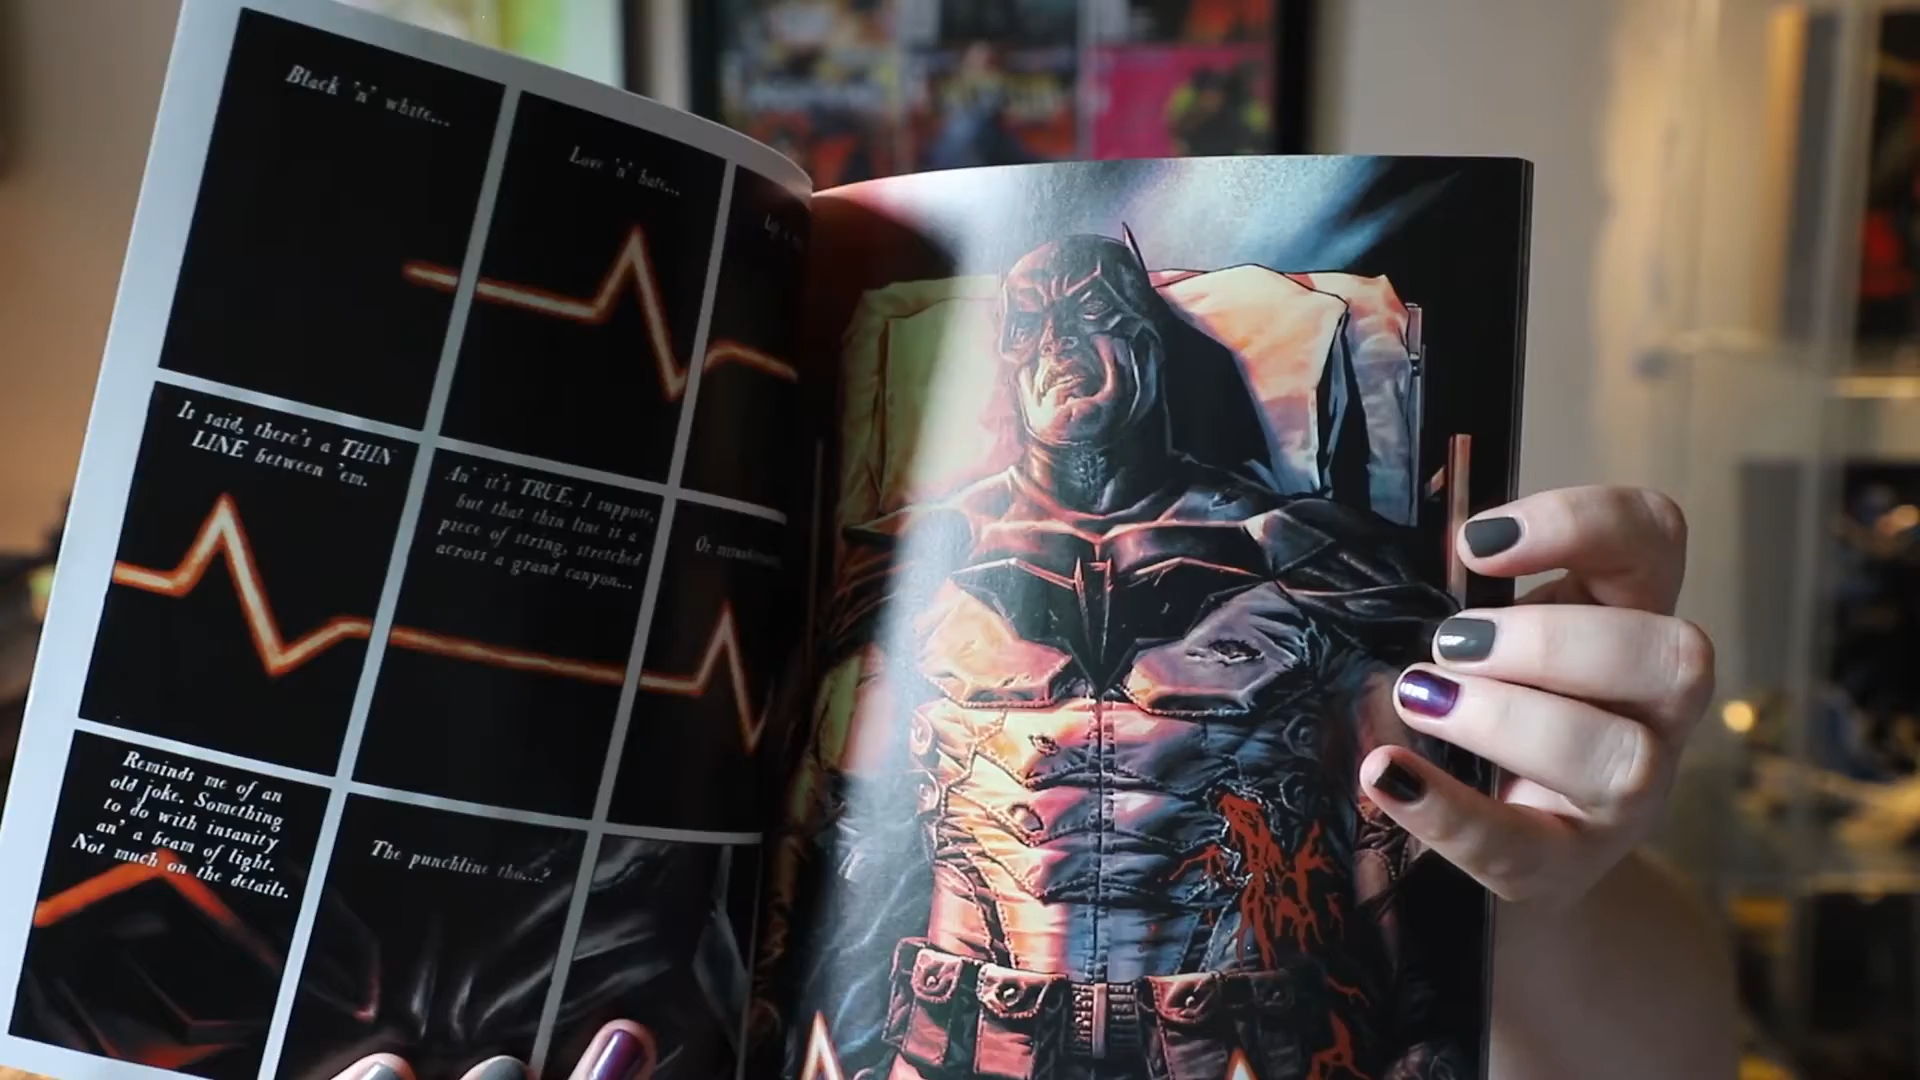 Black 'n' white...
Love 'n' hate...
Is said, there's a THIN
LINE between 'em.
An' it's TRUE, I suppose,
but that thin line is a
piece of string, stretched
across a grand canyon...
Or
Reminds me of an
old joke. Something
to do with insanity
an' a beam of light.
Not much on the details.
The punchline tho...?